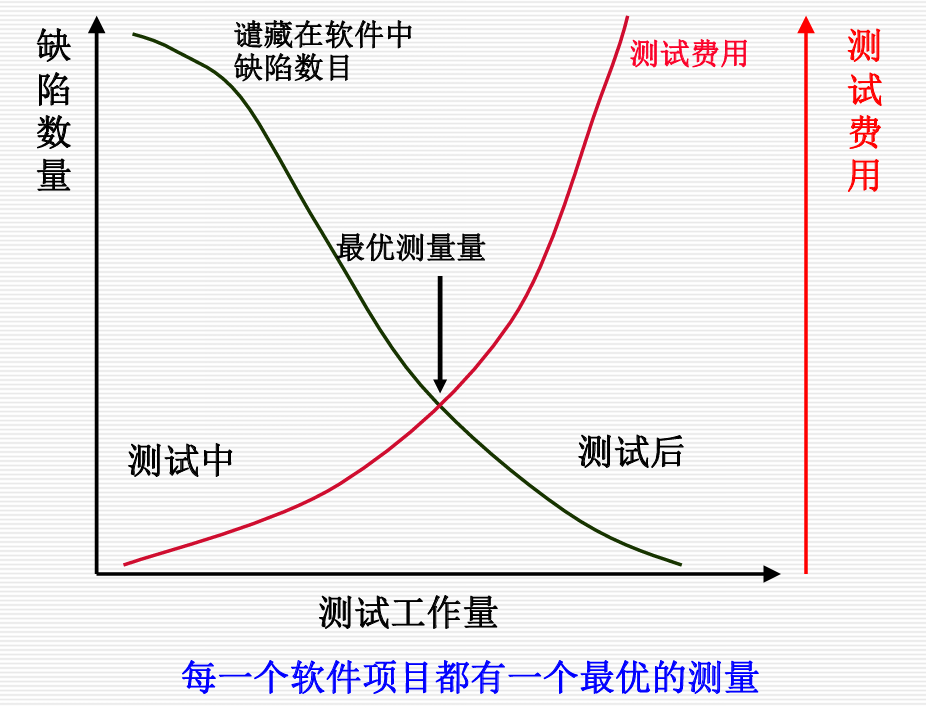 缺陷数量
谴藏在软件中
缺陷数目
测试费用
测试费用
最优测量量
测试中
测试后
测试工作量
每一个软件项目都有一个最优的测量